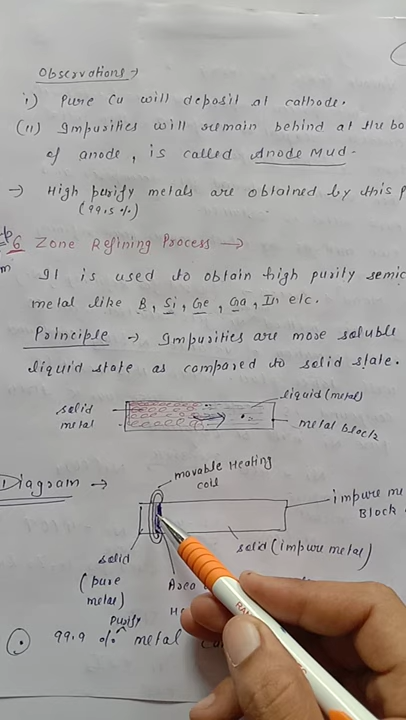 Observations →
i) Pure Cu will deposit at cathode.
(ii) Impurities will remain behind at the bo
of anode, is called Anode Mud.
→ High purify metals are obtained by this p
(99.5 %)
6 Zone Refining Process →
It is used to obtain high purity semic
metal like B, Si, Ge, Ga, In etc.
Principle → Impurities are more soluble
liquid state as compared to solid state.
liquid (metal)
solid
metal
metal block
movable Heating
coil
Diagram →
impure me
Block
solid (impure metal)
solid
(pure
metal)
Area
H
purity
99.9 % metal